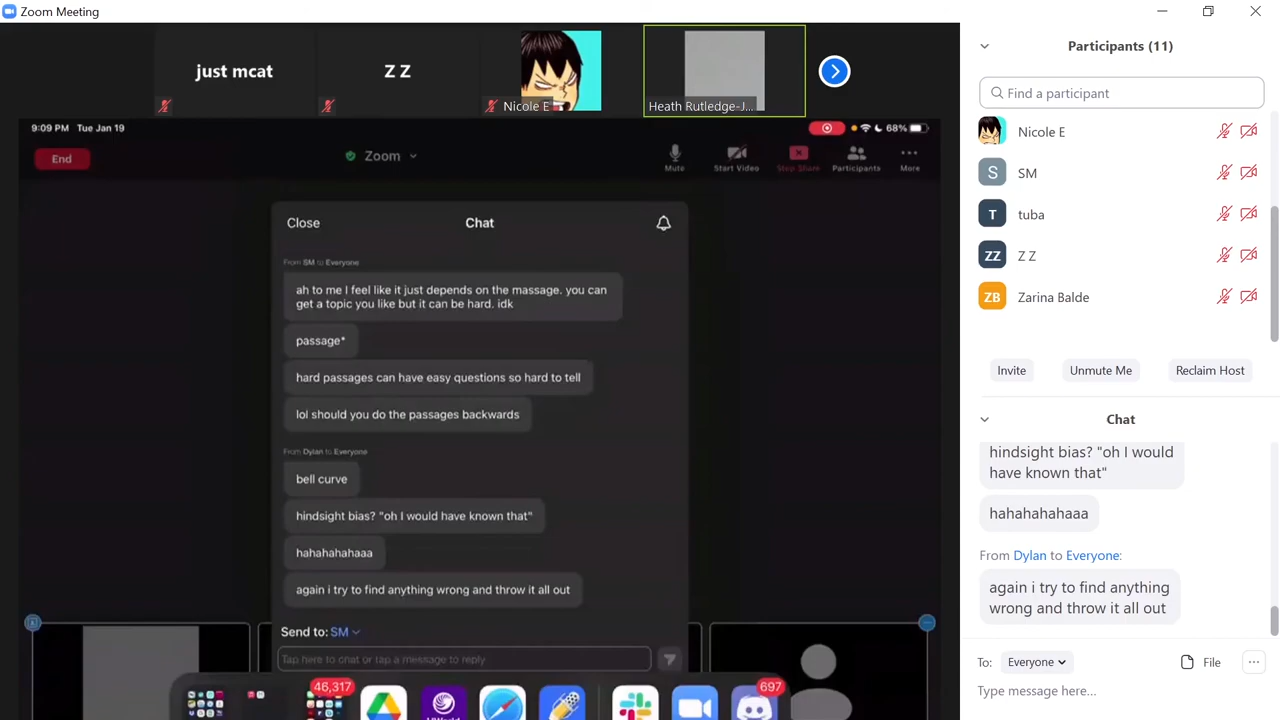 Zoom Meeting
just mcat
Z Z
Nicole E
Heath Rutledge-J...
9:09 PM Tue Jan 19
68%
End
Zoom
Mute
Start Video
Stop Share
Participants
More
Close
Chat
From SM to Everyone
ah to me I feel like it just depends on the massage. you can
get a topic you like but it can be hard. idk
passage*
hard passages can have easy questions so hard to tell
lol should you do the passages backwards
From Dylan to Everyone
bell curve
hindsight bias? "oh I would have known that"
hahahahahaaa
again i try to find anything wrong and throw it all out
Send to: SM
Tap here to chat or tap a message to reply
46,317
697
Participants (11)
Find a participant
Nicole E
S SM
T tuba
ZZ Z Z
ZB Zarina Balde
Invite
Unmute Me
Reclaim Host
Chat
hindsight bias? "oh I would
have known that"
hahahahahaaa
From Dylan to Everyone:
again i try to find anything
wrong and throw it all out
To: Everyone
File
Type message here...